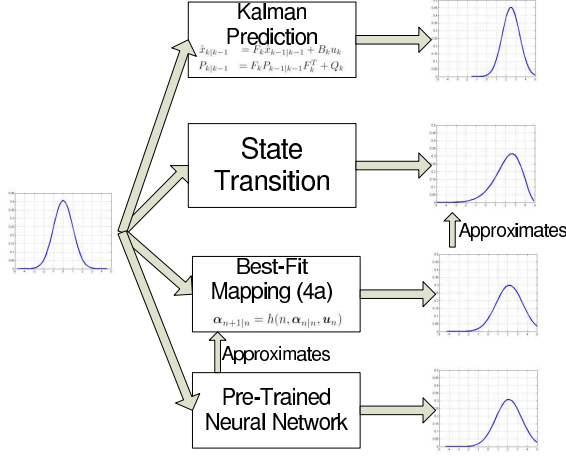 Kalman
Prediction
x̂ₖ|ₖ₋₁ = Fₖx̂ₖ₋₁|ₖ₋₁ + Bₖuₖ
Pₖ|ₖ₋₁ = FₖPₖ₋₁|ₖ₋₁Fₖᵀ + Qₖ
State
Transition
Approximates
Best-Fit
Mapping (4a)
αₙ₊₁|ₙ = h(n, αₙ|ₙ, uₙ)
Approximates
Pre-Trained
Neural Network